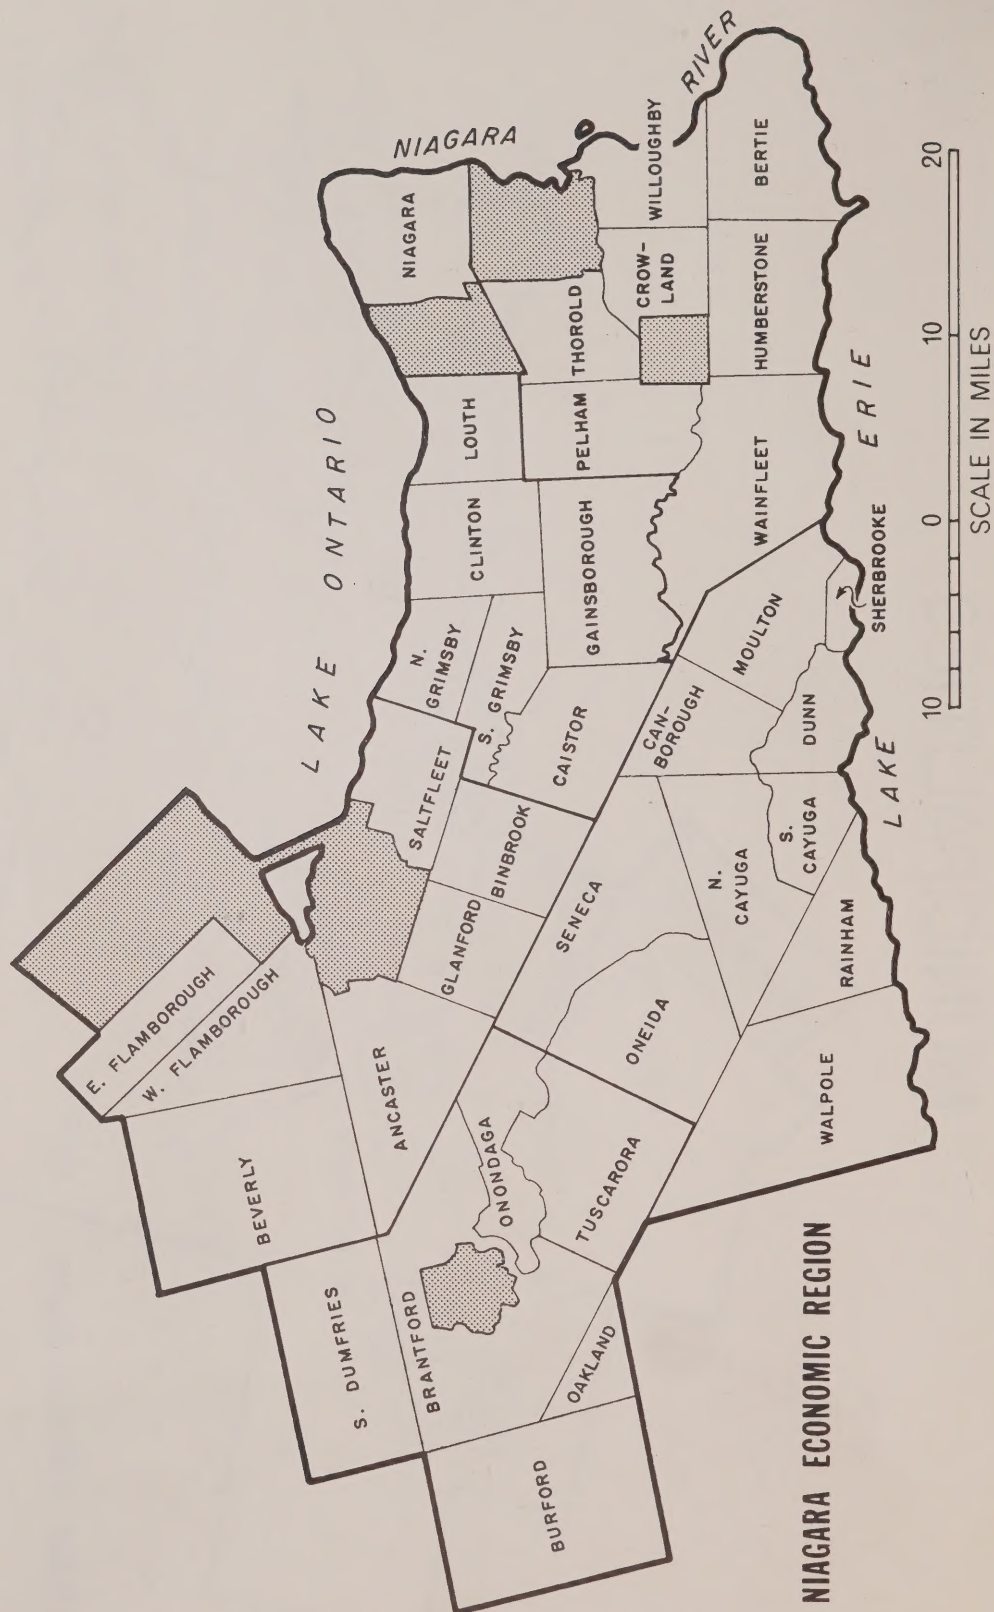 NIAGARA
RIVER
LAKE ONTARIO
NIAGARA
WILLOUGHBY
BERTIE
CROW-
LAND
HUMBERSTONE
THOROLD
LOUTH
PELHAM
WAINFLEET
CLINTON
GAINSBOROUGH
N.
GRIMSBY
S. GRIMSBY
CAISTOR
MOULTON
SHERBROOKE
CAN-
BOROUGH
DUNN
SALTFLEET
BINBROOK
GLANFORD
SENECA
N.
CAYUGA
S.
CAYUGA
RAINHAM
E. FLAMBOROUGH
W. FLAMBOROUGH
ANCASTER
ONEIDA
WALPOLE
BEVERLY
ONONDAGA
TUSCARORA
S. DUMFRIES
BRANTFORD
OAKLAND
BURFORD
LAKE ERIE
10 0 10 20
SCALE IN MILES
NIAGARA ECONOMIC REGION